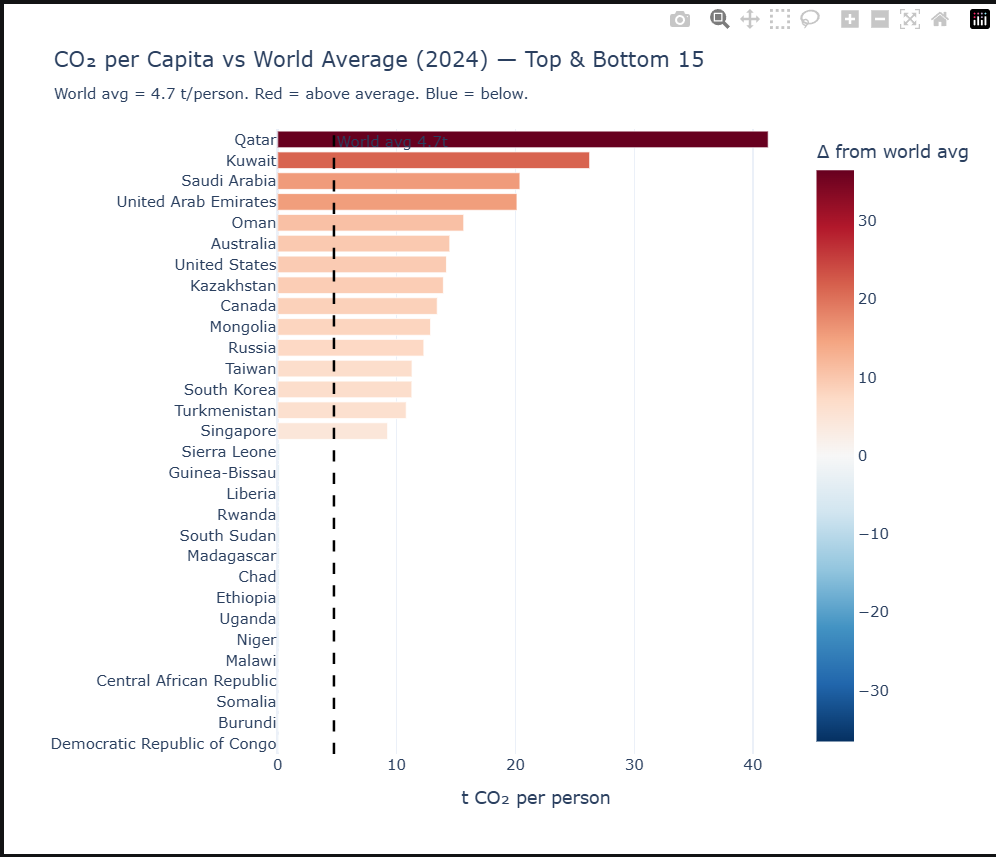 CO₂ per Capita vs World Average (2024) — Top & Bottom 15
World avg = 4.7 t/person. Red = above average. Blue = below.
World avg 4.7t
Qatar
Kuwait
Saudi Arabia
United Arab Emirates
Oman
Australia
United States
Kazakhstan
Canada
Mongolia
Russia
Taiwan
South Korea
Turkmenistan
Singapore
Sierra Leone
Guinea-Bissau
Liberia
Rwanda
South Sudan
Madagascar
Chad
Ethiopia
Uganda
Niger
Malawi
Central African Republic
Somalia
Burundi
Democratic Republic of Congo
0 10 20 30 40
t CO₂ per person
Δ from world avg
30
20
10
0
−10
−20
−30